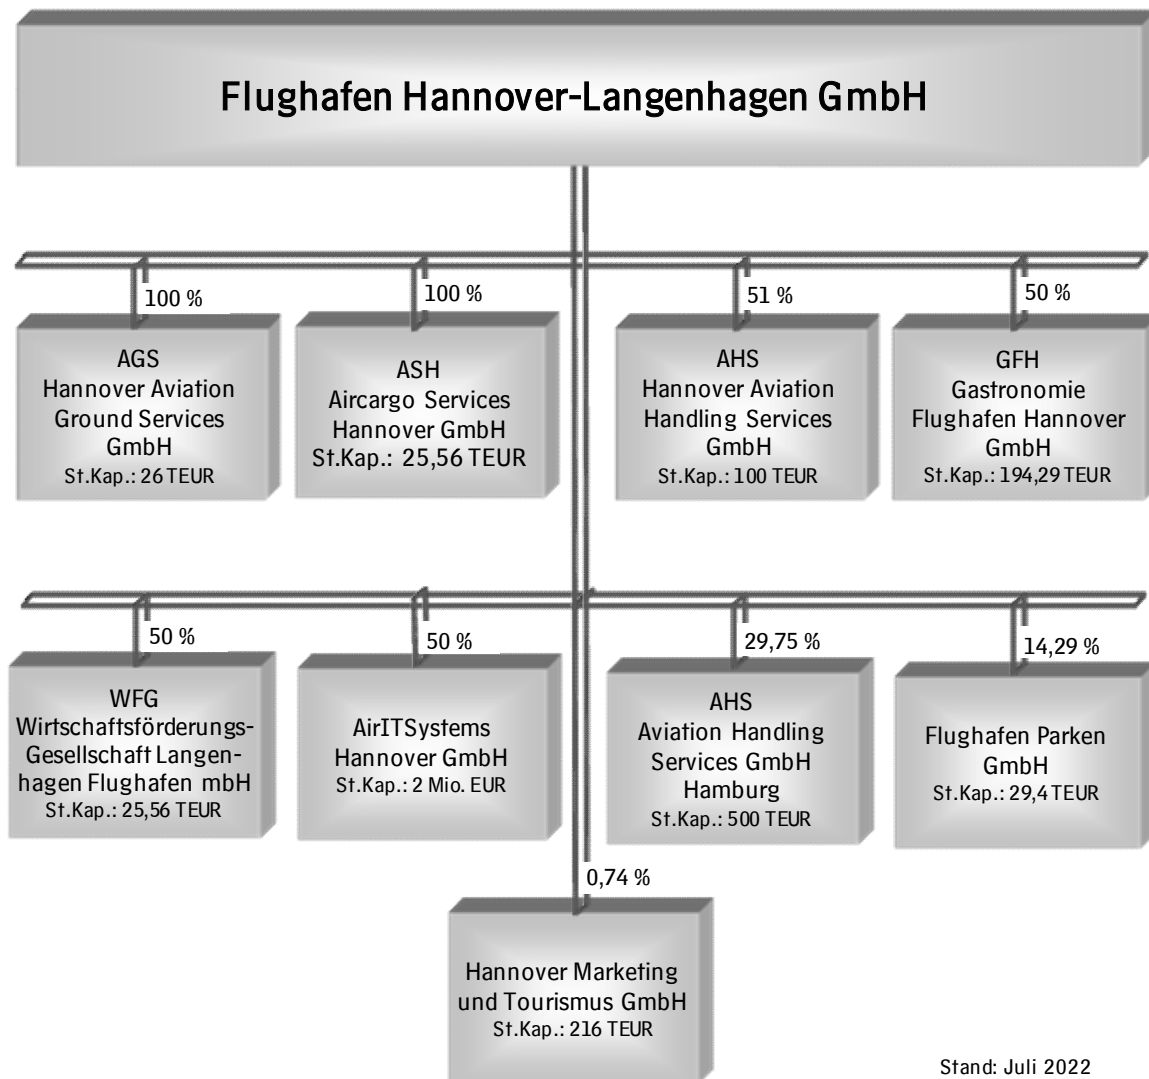 Flughafen Hannover-Langenhagen GmbH
100 %
100 %
51 %
50 %
AGS
Hannover Aviation
Ground Services
GmbH
St.Kap.: 26 TEUR
ASH
Aircargo Services
Hannover GmbH
St.Kap.: 25,56 TEUR
AHS
Hannover Aviation
Handling Services
GmbH
St.Kap.: 100 TEUR
GFH
Gastronomie
Flughafen Hannover
GmbH
St.Kap.: 194,29 TEUR
50 %
50 %
29,75 %
14,29 %
WFG
Wirtschaftsförderungs-
Gesellschaft Langen-
hagen Flughafen mbH
St.Kap.: 25,56 TEUR
AirITSystems
Hannover GmbH
St.Kap.: 2 Mio. EUR
AHS
Aviation Handling
Services GmbH
Hamburg
St.Kap.: 500 TEUR
Flughafen Parken
GmbH
St.Kap.: 29,4 TEUR
0,74 %
Hannover Marketing
und Tourismus GmbH
St.Kap.: 216 TEUR
Stand: Juli 2022